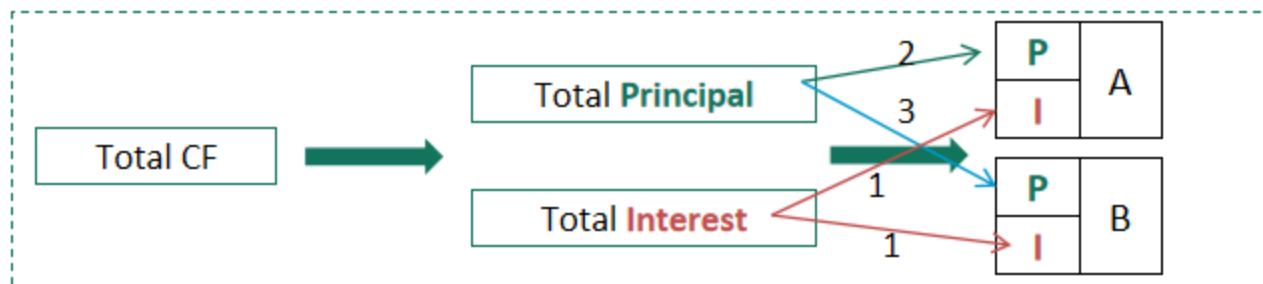 Total CF
Total Principal
Total Interest
2
3
1
1
P
I
A
P
I
B